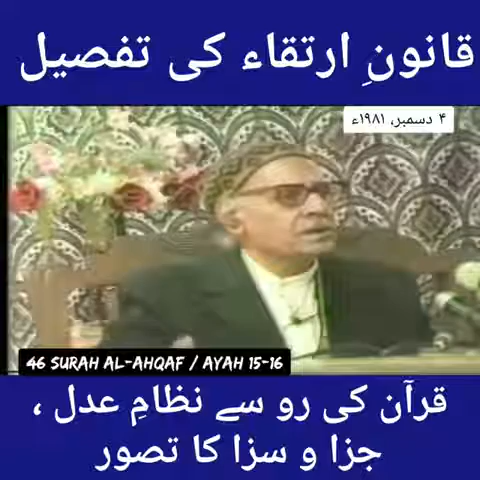 قانونِ ارتقاء کی تفصیل
۴ دسمبر، ۱۹۸۱ء
46 SURAH AL-AHQAF / AYAH 15-16
قرآن کی رو سے نظامِ عدل ،
جزا و سزا کا تصور